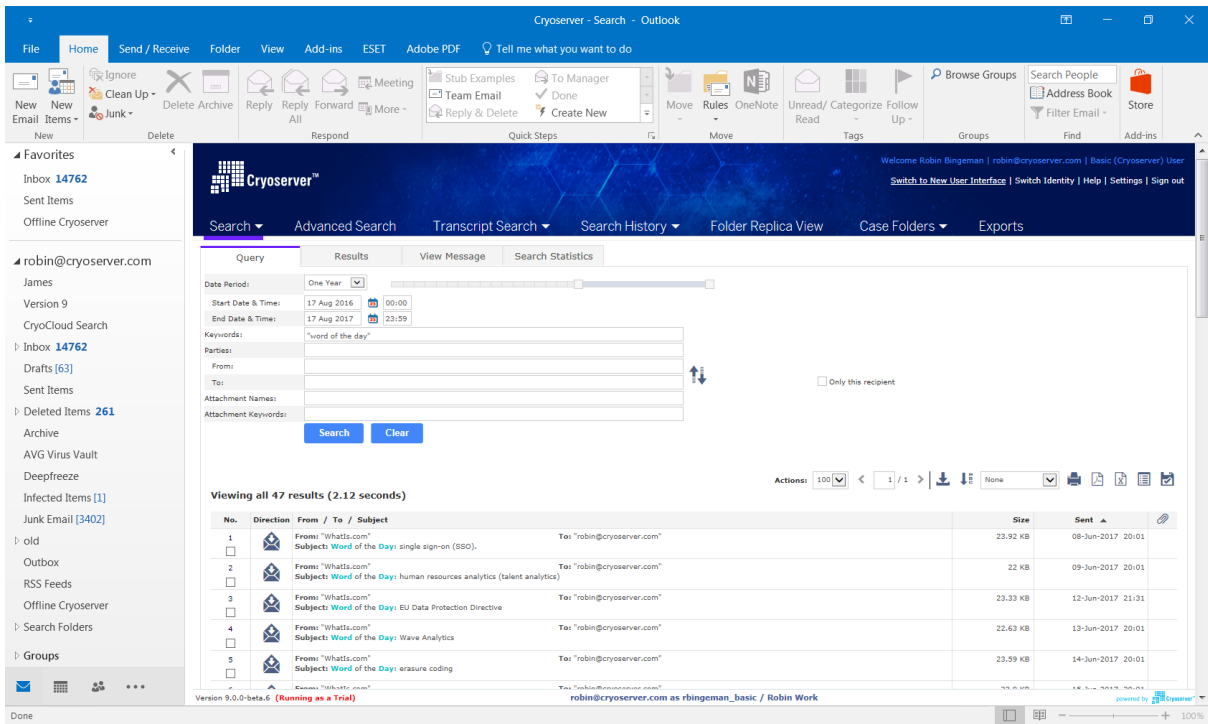 Cryoserver - Search - Outlook
File Home Send / Receive Folder View Add-ins ESET Adobe PDF Tell me what you want to do
New Email
New Items
Ignore
Clean Up
Junk
Delete Archive
Reply Reply All Forward
Meeting
More
Stub Examples To Manager
Team Email Done
Reply & Delete Create New
Move Rules OneNote
Unread/ Read Categorize Follow Up
Browse Groups
Search People
Address Book
Filter Email
Store
New Delete Respond Quick Steps Move Tags Groups Find Add-ins
Favorites
Inbox 14762
Sent Items
Offline Cryoserver
robin@cryoserver.com
James
Version 9
CryoCloud Search
Inbox 14762
Drafts [63]
Sent Items
Deleted Items 261
Archive
AVG Virus Vault
Deepfreeze
Infected Items [1]
Junk Email [3402]
old
Outbox
RSS Feeds
Offline Cryoserver
Search Folders
Groups
Cryoserver™
Welcome Robin Bingeman | robin@cryoserver.com | Basic (Cryoserver) User
Switch to New User Interface | Switch Identity | Help | Settings | Sign out
Search Advanced Search Transcript Search Search History Folder Replica View Case Folders Exports
Query Results View Message Search Statistics
Date Period: One Year
Start Date & Time: 17 Aug 2016 00:00
End Date & Time: 17 Aug 2017 23:59
Keywords: "word of the day"
Parties:
From:
To: Only this recipient
Attachment Names:
Attachment Keywords:
Search Clear
Actions: 100 1 / 1 None
Viewing all 47 results (2.12 seconds)
No. Direction From / To / Subject Size Sent
1 From: "WhatIs.com" To: "robin@cryoserver.com" 23.92 KB 08-Jun-2017 20:01
Subject: Word of the Day: single sign-on (SSO).
2 From: "WhatIs.com" To: "robin@cryoserver.com" 22 KB 09-Jun-2017 20:01
Subject: Word of the Day: human resources analytics (talent analytics)
3 From: "WhatIs.com" To: "robin@cryoserver.com" 23.33 KB 12-Jun-2017 21:31
Subject: Word of the Day: EU Data Protection Directive
4 From: "WhatIs.com" To: "robin@cryoserver.com" 22.63 KB 13-Jun-2017 20:01
Subject: Word of the Day: Wave Analytics
5 From: "WhatIs.com" To: "robin@cryoserver.com" 23.59 KB 14-Jun-2017 20:01
Subject: Word of the Day: erasure coding
Version 9.0.0-beta.6 (Running as a Trial) robin@cryoserver.com as rbingeman_basic / Robin Work powered by Cryoserver
Done 100%